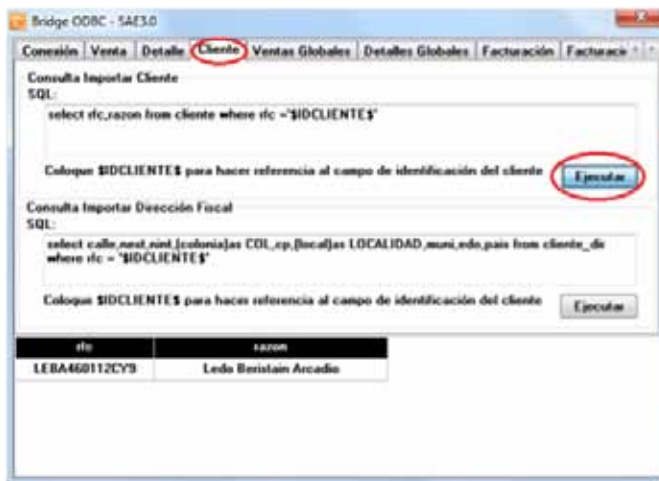 Bridge ODBC - SAE3.0
Conexión Venta Detalle Cliente Ventas Globales Detalles Globales Facturación Facturació
Consulta Importar Cliente
SQL:
select rfc,razon from cliente where rfc ='$IDCLIENTE$'
Coloque $IDCLIENTE$ para hacer referencia al campo de identificación del cliente Ejecutar
Consulta Importar Dirección Fiscal
SQL:
select calle,next,nint,(colonia)as COL,cp,(local)as LOCALIDAD,muni,edo,pais from cliente_dir
where rfc = '$IDCLIENTE$'
Coloque $IDCLIENTE$ para hacer referencia al campo de identificación del cliente Ejecutar
rfc razon
LEBA460112CY9 Ledo Beristain Arcadio